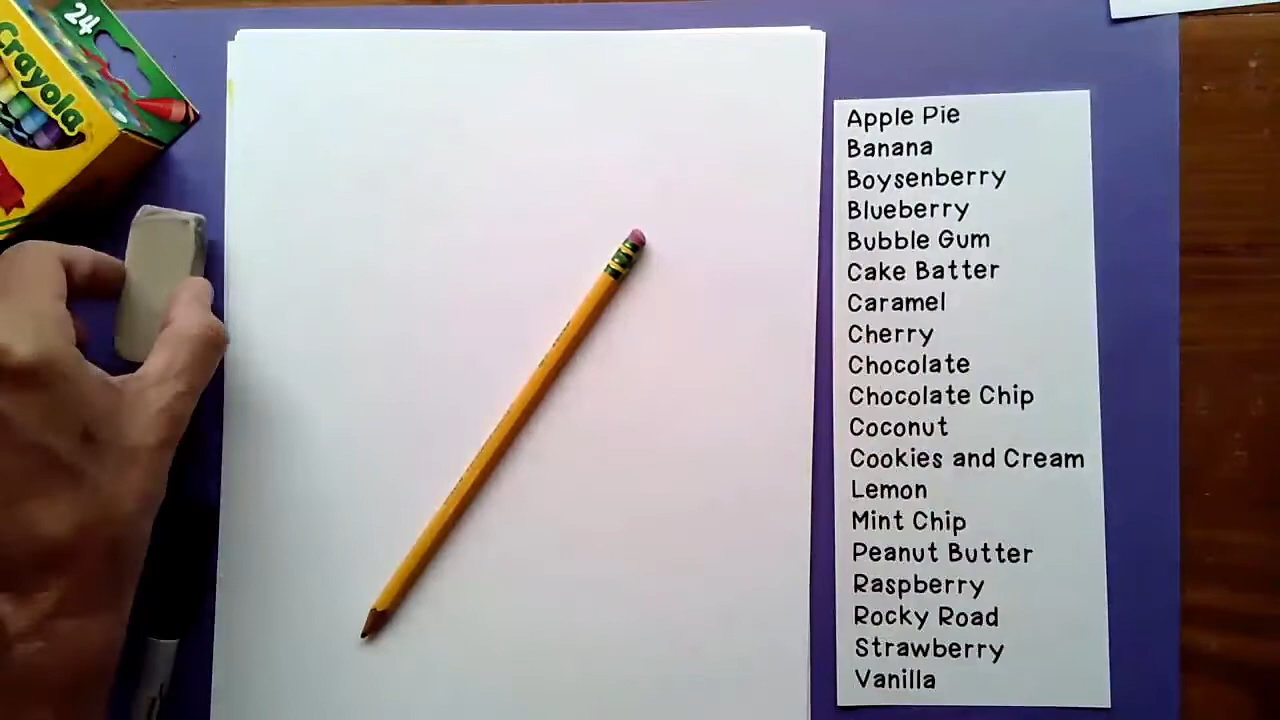 24
Crayola
Apple Pie
Banana
Boysenberry
Blueberry
Bubble Gum
Cake Batter
Caramel
Cherry
Chocolate
Chocolate Chip
Coconut
Cookies and Cream
Lemon
Mint Chip
Peanut Butter
Raspberry
Rocky Road
Strawberry
Vanilla